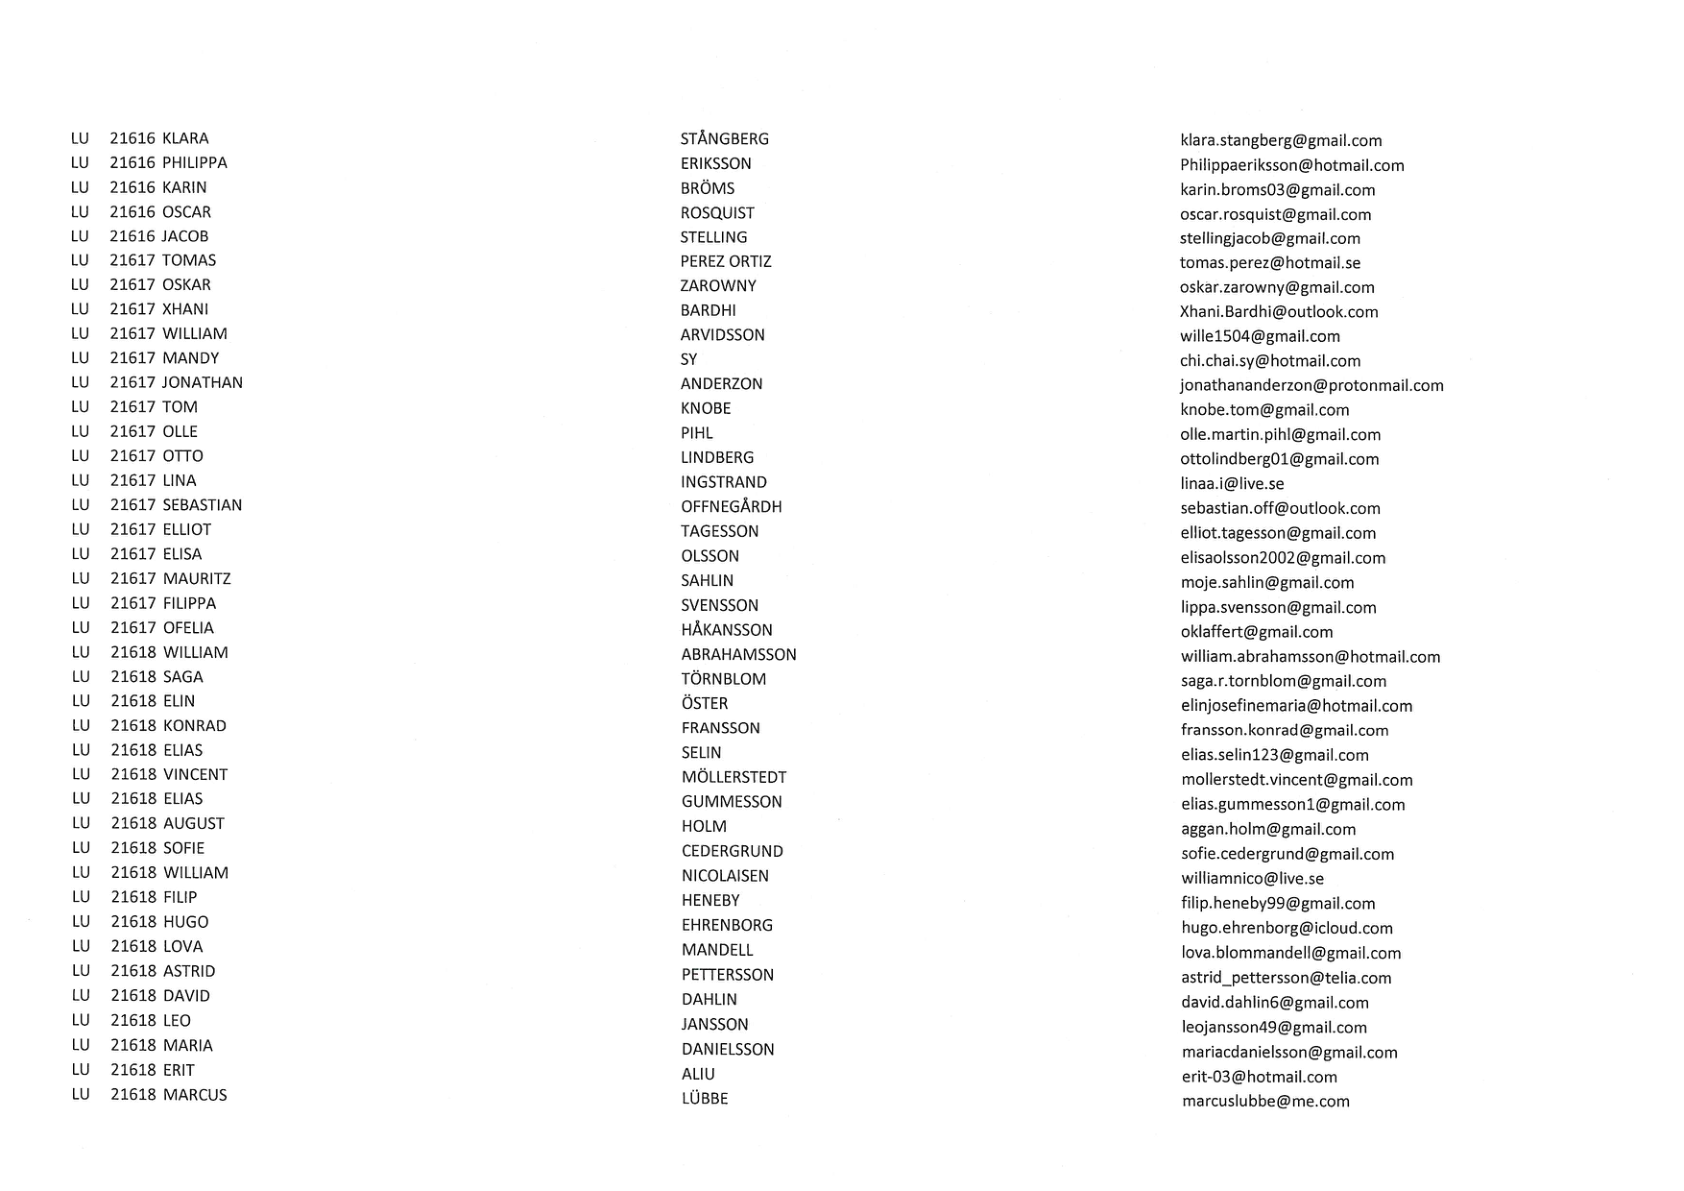 LU 21616 KLARA STÅNGBERG klara.stangberg@gmail.com
LU 21616 PHILIPPA ERIKSSON Philippaeriksson@hotmail.com
LU 21616 KARIN BRÖMS karin.broms03@gmail.com
LU 21616 OSCAR ROSQUIST oscar.rosquist@gmail.com
LU 21616 JACOB STELLING stellingjacob@gmail.com
LU 21617 TOMAS PEREZ ORTIZ tomas.perez@hotmail.se
LU 21617 OSKAR ZAROWNY oskar.zarowny@gmail.com
LU 21617 XHANI BARDHI Xhani.Bardhi@outlook.com
LU 21617 WILLIAM ARVIDSSON wille1504@gmail.com
LU 21617 MANDY SY chi.chai.sy@hotmail.com
LU 21617 JONATHAN ANDERZON jonathananderzon@protonmail.com
LU 21617 TOM KNOBE knobe.tom@gmail.com
LU 21617 OLLE PIHL olle.martin.pihl@gmail.com
LU 21617 OTTO LINDBERG ottolindberg01@gmail.com
LU 21617 LINA INGSTRAND linaa.i@live.se
LU 21617 SEBASTIAN OFFNEGÅRDH sebastian.off@outlook.com
LU 21617 ELLIOT TAGESSON elliot.tagesson@gmail.com
LU 21617 ELISA OLSSON elisaolsson2002@gmail.com
LU 21617 MAURITZ SAHLIN moje.sahlin@gmail.com
LU 21617 FILIPPA SVENSSON lippa.svensson@gmail.com
LU 21617 OFELIA HÅKANSSON oklaffert@gmail.com
LU 21618 WILLIAM ABRAHAMSSON william.abrahamsson@hotmail.com
LU 21618 SAGA TÖRNBLOM saga.r.tornblom@gmail.com
LU 21618 ELIN ÖSTER elinjosefinemaria@hotmail.com
LU 21618 KONRAD FRANSSON fransson.konrad@gmail.com
LU 21618 ELIAS SELIN elias.selin123@gmail.com
LU 21618 VINCENT MÖLLERSTEDT mollerstedt.vincent@gmail.com
LU 21618 ELIAS GUMMESSON elias.gummesson1@gmail.com
LU 21618 AUGUST HOLM aggan.holm@gmail.com
LU 21618 SOFIE CEDERGRUND sofie.cedergrund@gmail.com
LU 21618 WILLIAM NICOLAISEN williamnico@live.se
LU 21618 FILIP HENEBY filip.heneby99@gmail.com
LU 21618 HUGO EHRENBORG hugo.ehrenborg@icloud.com
LU 21618 LOVA MANDELL lova.blommandell@gmail.com
LU 21618 ASTRID PETTERSSON astrid_pettersson@telia.com
LU 21618 DAVID DAHLIN david.dahlin6@gmail.com
LU 21618 LEO JANSSON leojansson49@gmail.com
LU 21618 MARIA DANIELSSON mariacdanielsson@gmail.com
LU 21618 ERIT ALIU erit-03@hotmail.com
LU 21618 MARCUS LÜBBE marcuslubbe@me.com